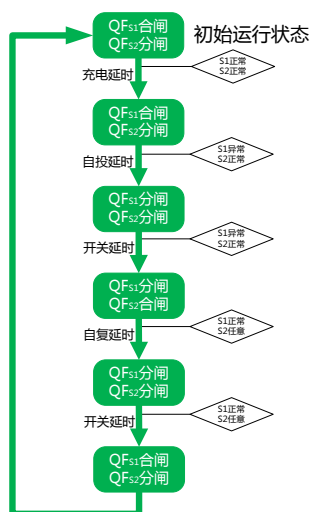 QFS1合闸
QFS2分闸
初始运行状态
充电延时
S1正常
S2正常
QFS1合闸
QFS2分闸
自投延时
S1异常
S2正常
QFS1分闸
QFS2分闸
开关延时
S1异常
S2正常
QFS1分闸
QFS2合闸
自复延时
S1正常
S2任意
QFS1分闸
QFS2分闸
开关延时
S1正常
S2任意
QFS1合闸
QFS2分闸